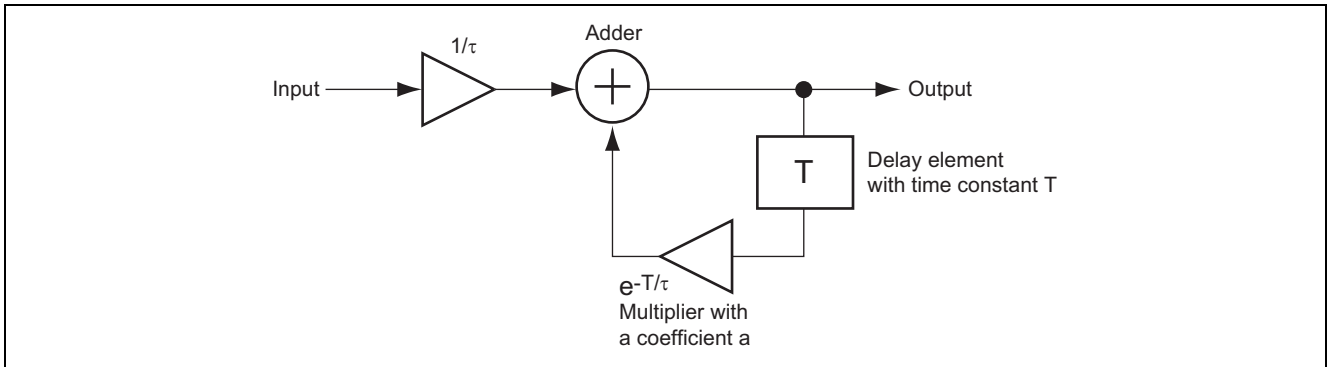 Adder
1/τ
Input
+
Output
T
Delay element
with time constant T
e-T/τ
Multiplier with
a coefficient a